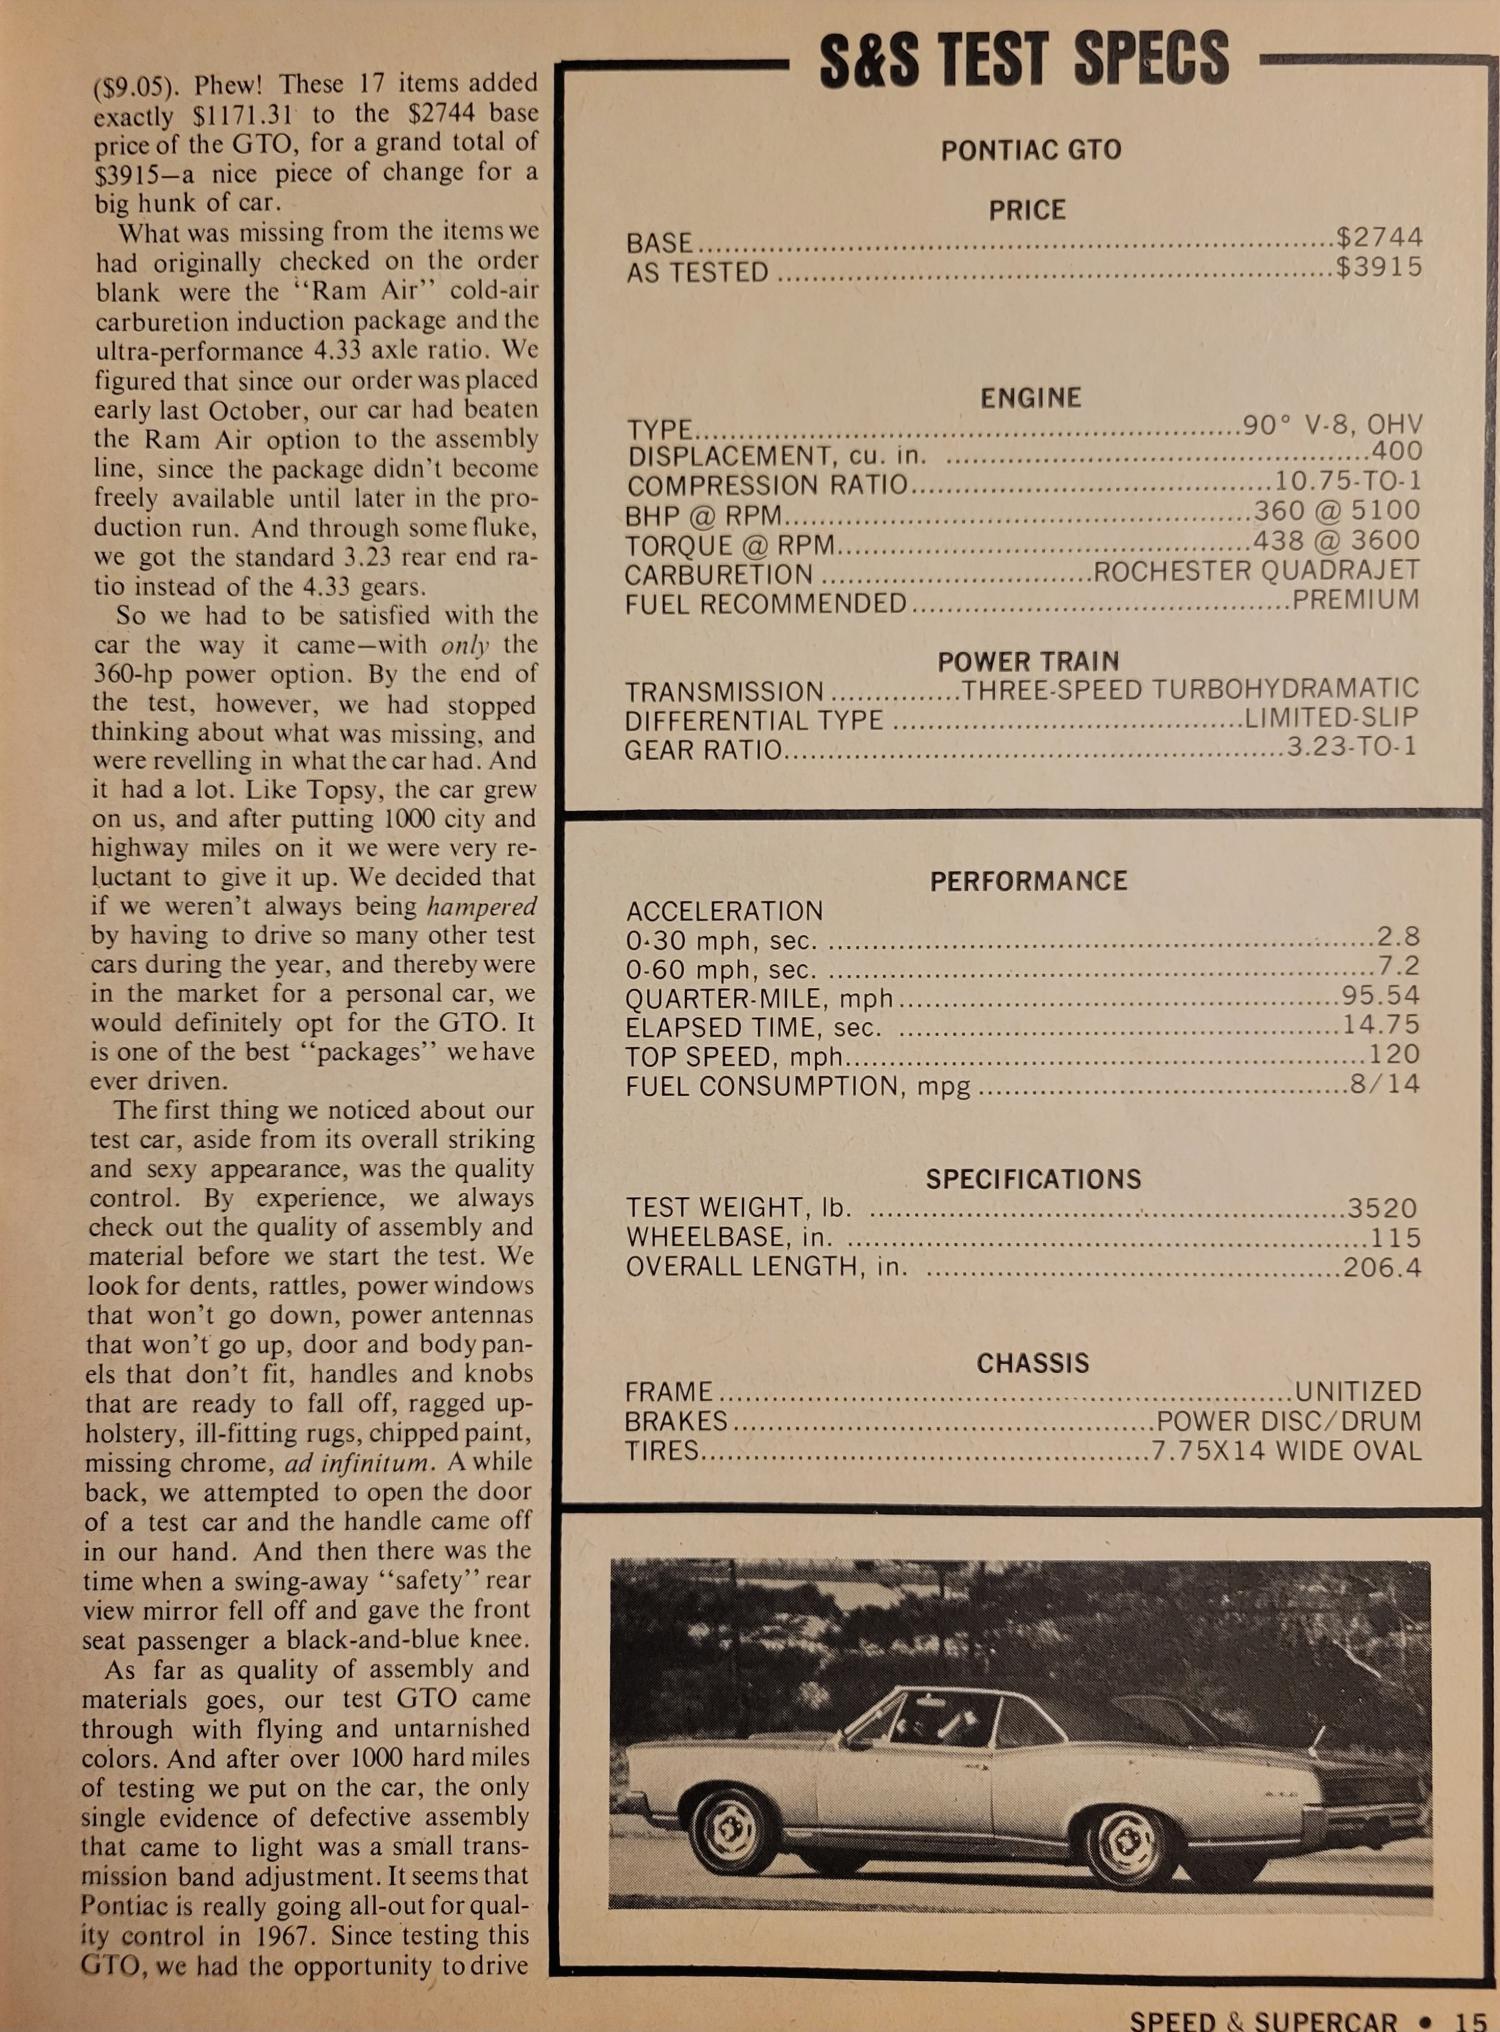 ($9.05). Phew! These 17 items added
exactly $1171.31 to the $2744 base
price of the GTO, for a grand total of
$3915—a nice piece of change for a
big hunk of car.
What was missing from the items we
had originally checked on the order
blank were the “Ram Air” cold-air
carburetion induction package and the
ultra-performance 4.33 axle ratio. We
figured that since our order was placed
early last October, our car had beaten
the Ram Air option to the assembly
line, since the package didn't become
freely available until later in the pro-
duction run. And through some fluke,
we got the standard 3.23 rear end ra-
tio instead of the 4.33 gears.
So we had to be satisfied with the
car the way it came—with only the
360-hp power option. By the end of
the test, however, we had stopped
thinking about what was missing, and
were revelling in what the car had. And
it had a lot. Like Topsy, the car grew
on us, and after putting 1000 city and
highway miles on it we were very re-
luctant to give it up. We decided that
if we weren't always being hampered
by having to drive so many other test
cars during the year, and thereby were
in the market for a personal car, we
would definitely opt for the GTO. It
is one of the best “packages” we have
ever driven.
The first thing we noticed about our
test car, aside from its overall striking
and sexy appearance, was the quality
control. By experience, we always
check out the quality of assembly and
material before we start the test. We
look for dents, rattles, power windows
that won't go down, power antennas
that won't go up, door and body pan-
els that don't fit, handles and knobs
that are ready to fall off, ragged up-
holstery, ill-fitting rugs, chipped paint,
missing chrome, ad infinitum. A while
back, we attempted to open the door
of a test car and the handle came off
in our hand. And then there was the
time when a swing-away “safety” rear
view mirror fell off and gave the front
seat passenger a black-and-blue knee.
As far as quality of assembly and
materials goes, our test GTO came
through with flying and untarnished
colors. And after over 1000 hard miles
of testing we put on the car, the only
single evidence of defective assembly
that came to light was a small trans-
mission band adjustment. It seems that
Pontiac is really going all-out for qual-
ity control in 1967. Since testing this
GTO, we had the opportunity to drive
S&S TEST SPECS
PONTIAC GTO
PRICE
BASE.....$2744
AS TESTED.....$3915
ENGINE
TYPE.....90° V-8, OHV
DISPLACEMENT, cu. in. .....400
COMPRESSION RATIO.....10.75-TO-1
BHP @ RPM.....360 @ 5100
TORQUE @ RPM.....438 @ 3600
CARBURETION.....ROCHESTER QUADRAJET
FUEL RECOMMENDED.....PREMIUM
POWER TRAIN
TRANSMISSION.....THREE-SPEED TURBOHYDRAMATIC
DIFFERENTIAL TYPE.....LIMITED-SLIP
GEAR RATIO.....3.23-TO-1
PERFORMANCE
ACCELERATION
0-30 mph, sec. .....2.8
0-60 mph, sec. .....7.2
QUARTER-MILE, mph.....95.54
ELAPSED TIME, sec. .....14.75
TOP SPEED, mph.....120
FUEL CONSUMPTION, mpg.....8/14
SPECIFICATIONS
TEST WEIGHT, lb. .....3520
WHEELBASE, in. .....115
OVERALL LENGTH, in. .....206.4
CHASSIS
FRAME.....UNITIZED
BRAKES.....POWER DISC/DRUM
TIRES.....7.75X14 WIDE OVAL
SPEED & SUPERCAR • 15